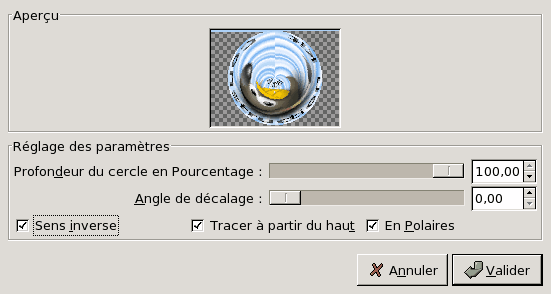 Aperçu
Réglage des paramètres
Profondeur du cercle en Pourcentage : 100,00
Angle de décalage : 0,00
Sens inverse Tracer à partir du haut En Polaires
Annuler Valider